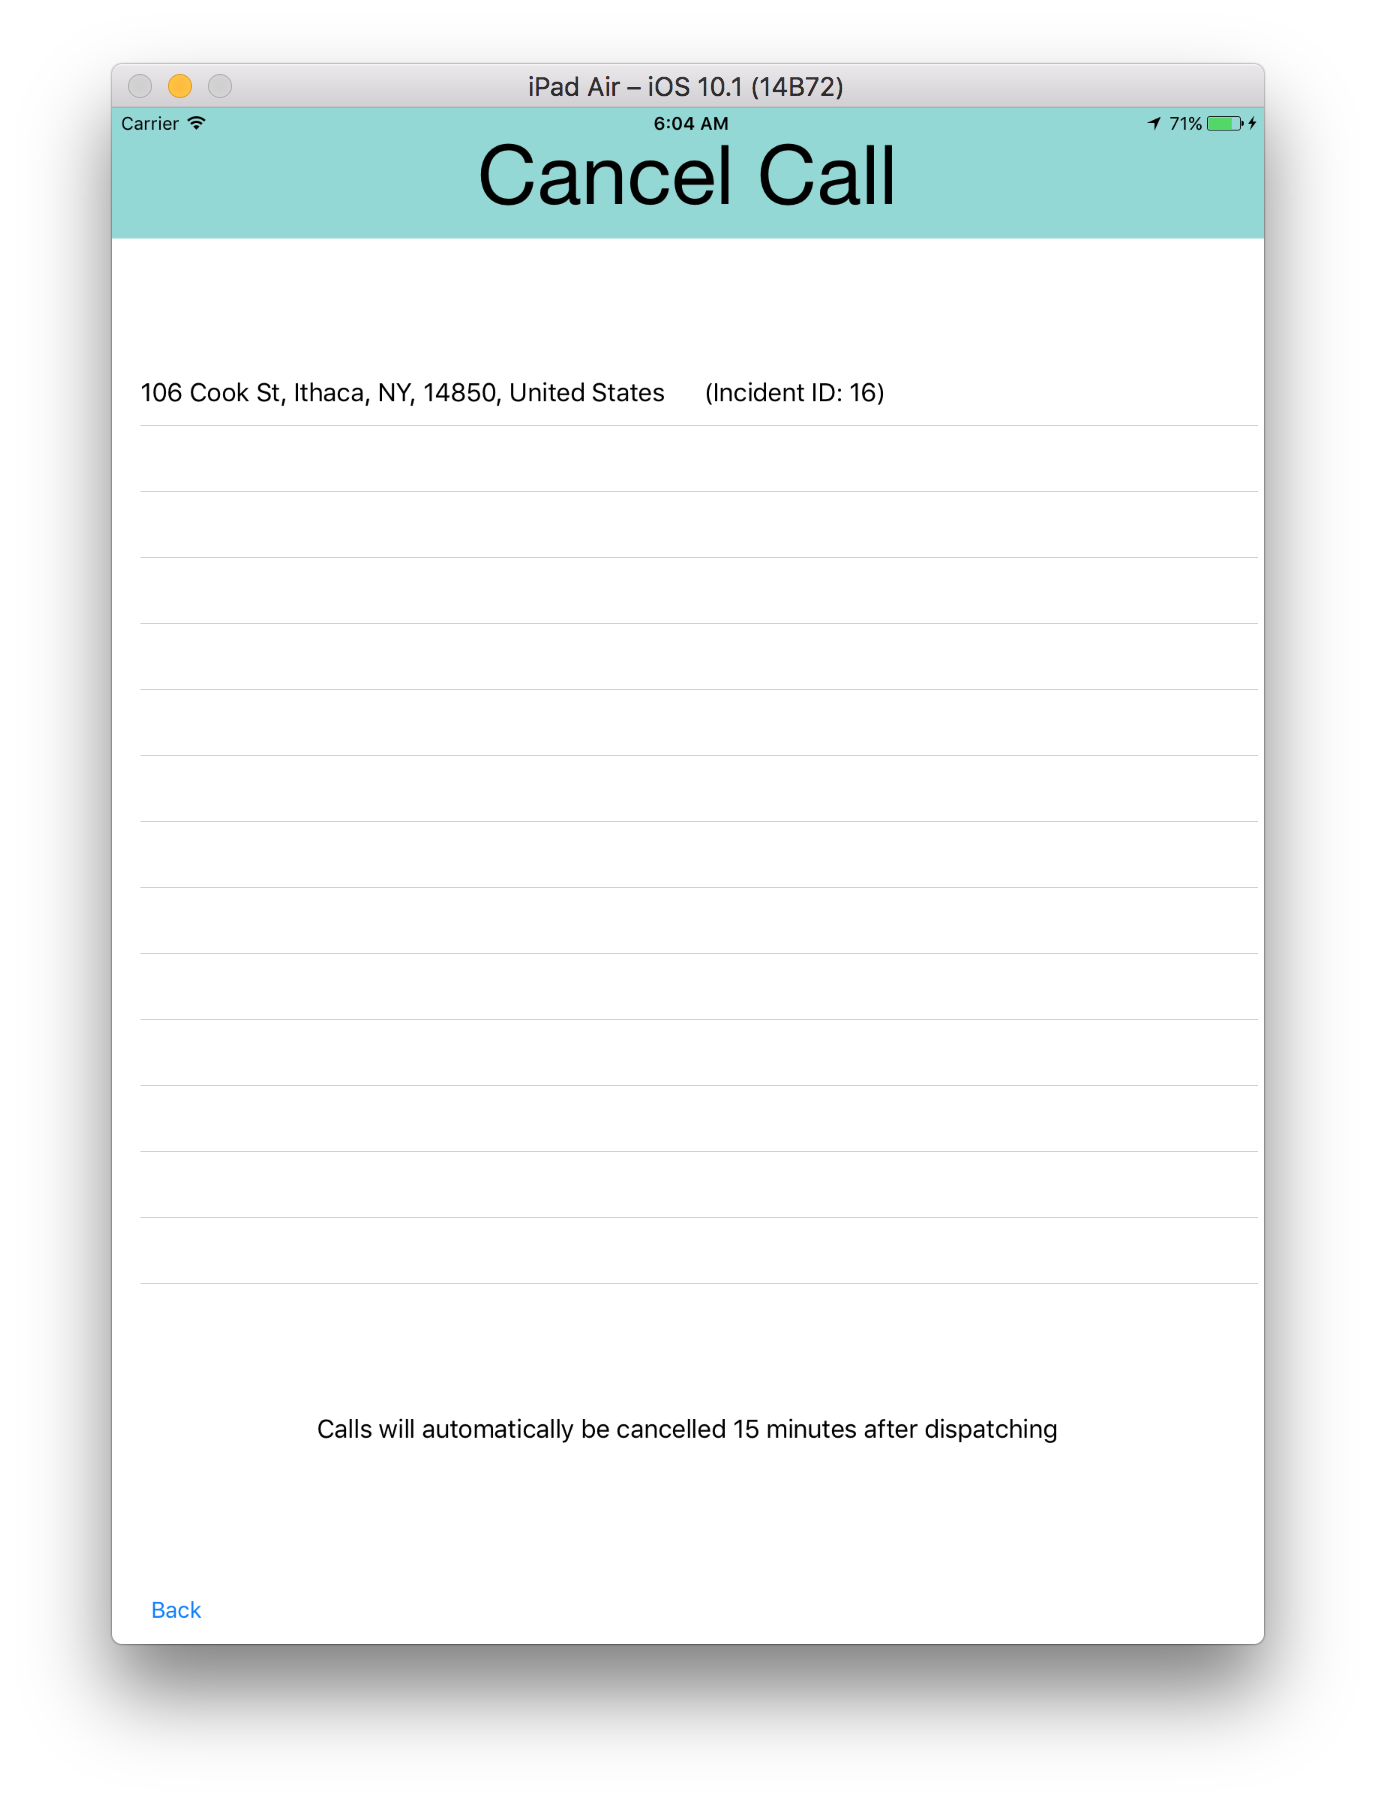 iPad Air – iOS 10.1 (14B72)
Carrier 6:04 AM 71%
Cancel Call
106 Cook St, Ithaca, NY, 14850, United States (Incident ID: 16)
Calls will automatically be cancelled 15 minutes after dispatching
Back